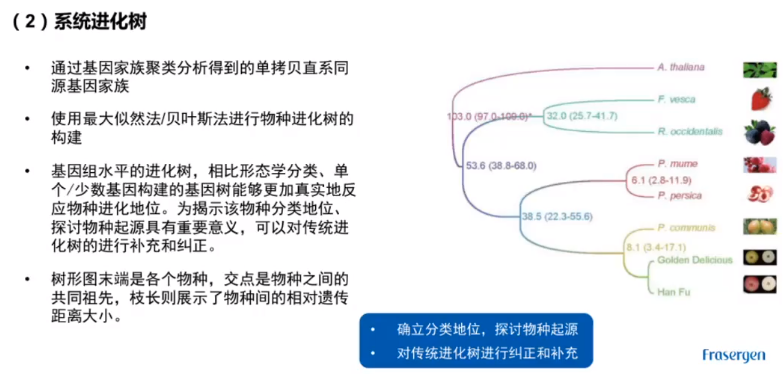 （2）系统进化树
• 通过基因家族聚类分析得到的单拷贝直系同
源基因家族
• 使用最大似然法/贝叶斯法进行物种进化树的
构建
• 基因组水平的进化树，相比形态学分类、单
个/少数基因构建的基因树能够更加真实地反
应物种进化地位。为揭示该物种分类地位、
探讨物种起源具有重要意义，可以对传统进
化树的进行补充和纠正。
• 树形图末端是各个物种，交点是物种之间的
共同祖先，枝长则展示了物种间的相对遗传
距离大小。
A. thaliana
F. vesca
103.0 (97.0-109.0)*
32.0 (25.7-41.7)
R. occidentalis
53.6 (38.8-68.0)
P. mume
6.1 (2.8-11.9)
P. persica
38.5 (22.3-55.6)
P. communis
8.1 (3.4-17.1)
Golden Delicious
Han Fu
• 确立分类地位，探讨物种起源
• 对传统进化树进行纠正和补充
Frasergen